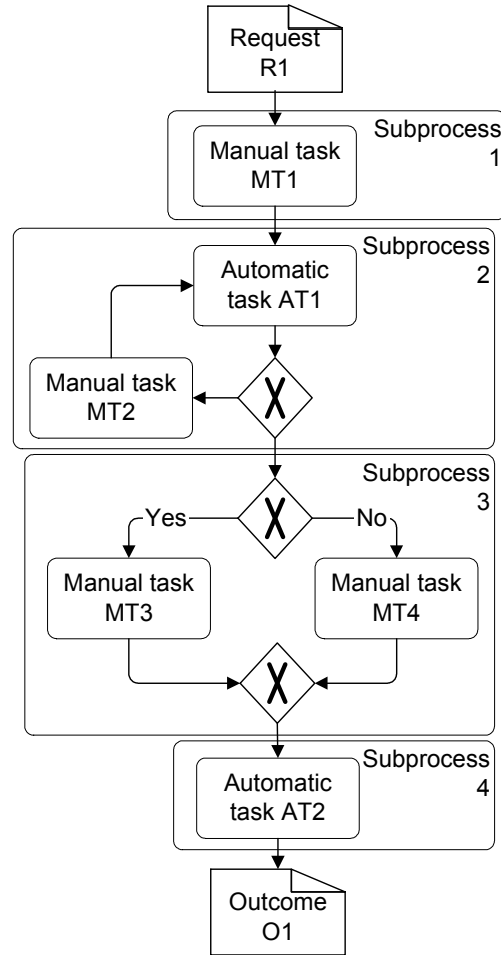 Request
R1
Subprocess
1
Manual task
MT1
Subprocess
2
Automatic
task AT1
Manual task
MT2
X
Subprocess
3
Yes
X
No
Manual task
MT3
Manual task
MT4
X
Subprocess
4
Automatic
task AT2
Outcome
O1